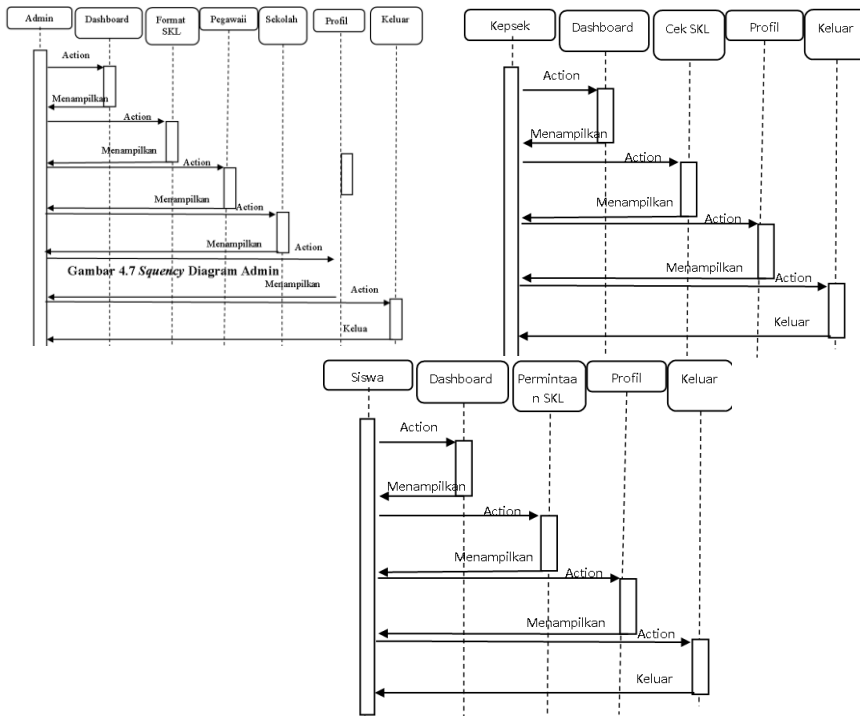 Admin
Dashboard
Format
SKL
Pegawaii
Sekolah
Profil
Keluar
Action
Menampilkan
Action
Menampilkan
Action
Menampilkan
Action
Menampilkan
Action
Gambar 4.7 Squency Diagram Admin
Menampilkan
Action
Kelua
Kepsek
Dashboard
Cek SKL
Profil
Keluar
Action
Menampilkan
Action
Menampilkan
Action
Menampilkan
Action
Keluar
Siswa
Dashboard
Permintaa
n SKL
Profil
Keluar
Action
Menampilkan
Action
Menampilkan
Action
Menampilkan
Action
Keluar